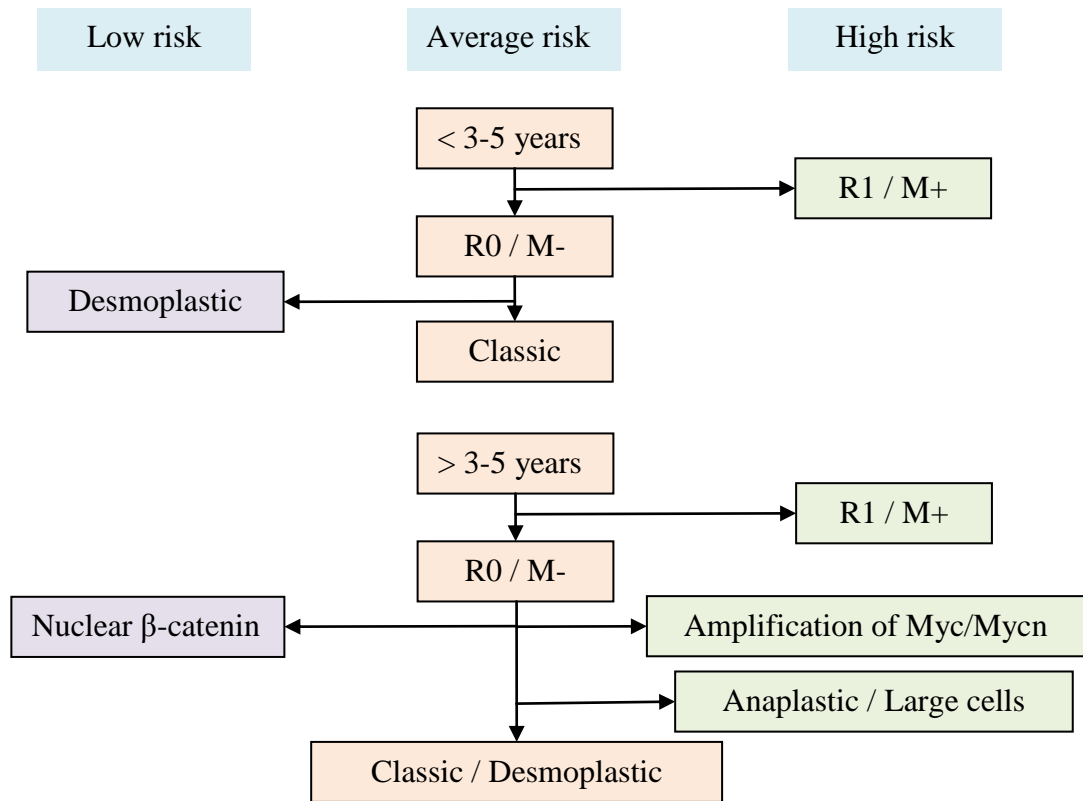 Low risk
Average risk
High risk
< 3-5 years
R1 / M+
R0 / M-
Desmoplastic
Classic
> 3-5 years
R1 / M+
R0 / M-
Nuclear β-catenin
Amplification of Myc/Mycn
Anaplastic / Large cells
Classic / Desmoplastic